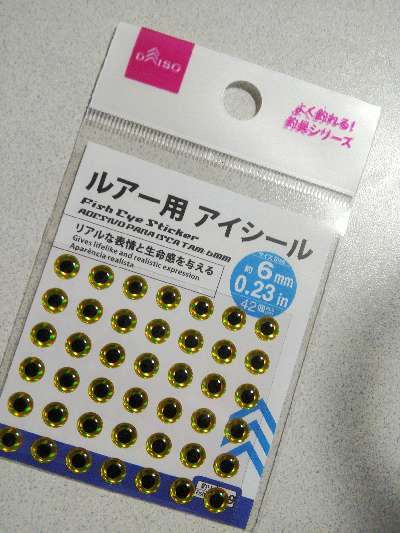 DAISO
よく釣れる!
釣具シリーズ
ルアー用 アイシール
Fish Eye Sticker
ADESIVO PARA ISCA TAM: 6MM
リアルな表情と生命感を与える
Gives lifelike and realistic expression
Aparência realista
約 6mm
0.23 in
42個入